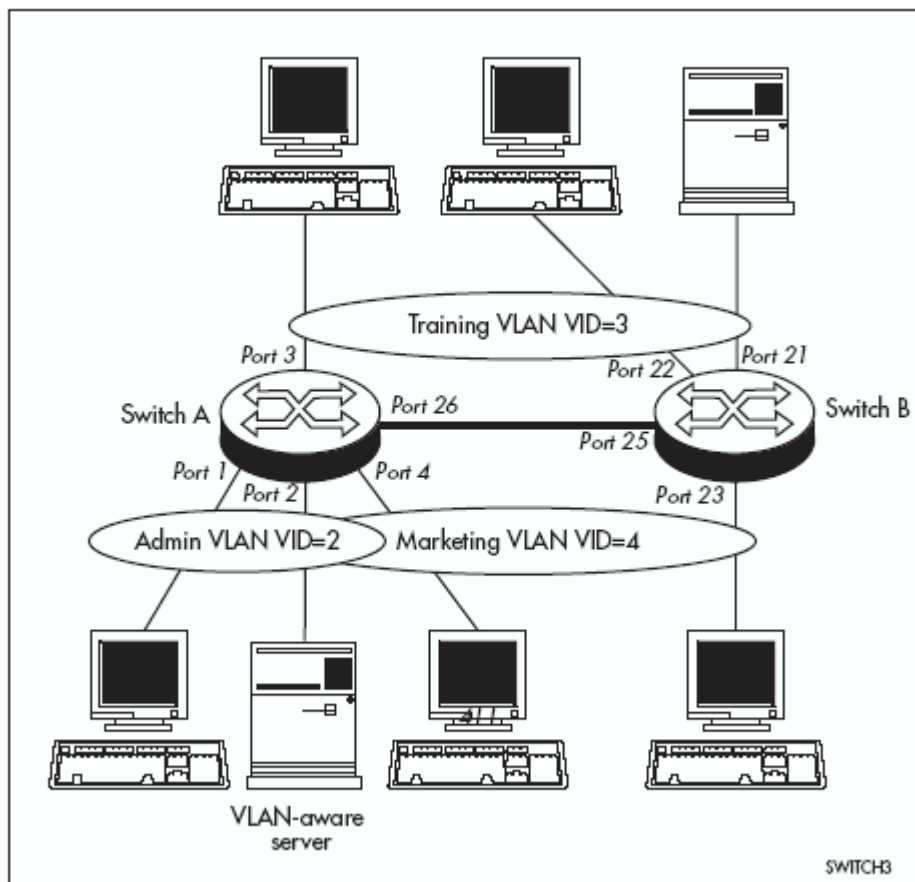 Training VLAN VID=3
Port 3
Port 22
Port 21
Switch A
Port 26
Switch B
Port 25
Port 1
Port 2
Port 4
Port 23
Admin VLAN VID=2
Marketing VLAN VID=4
VLAN-aware
server
SWITCH3